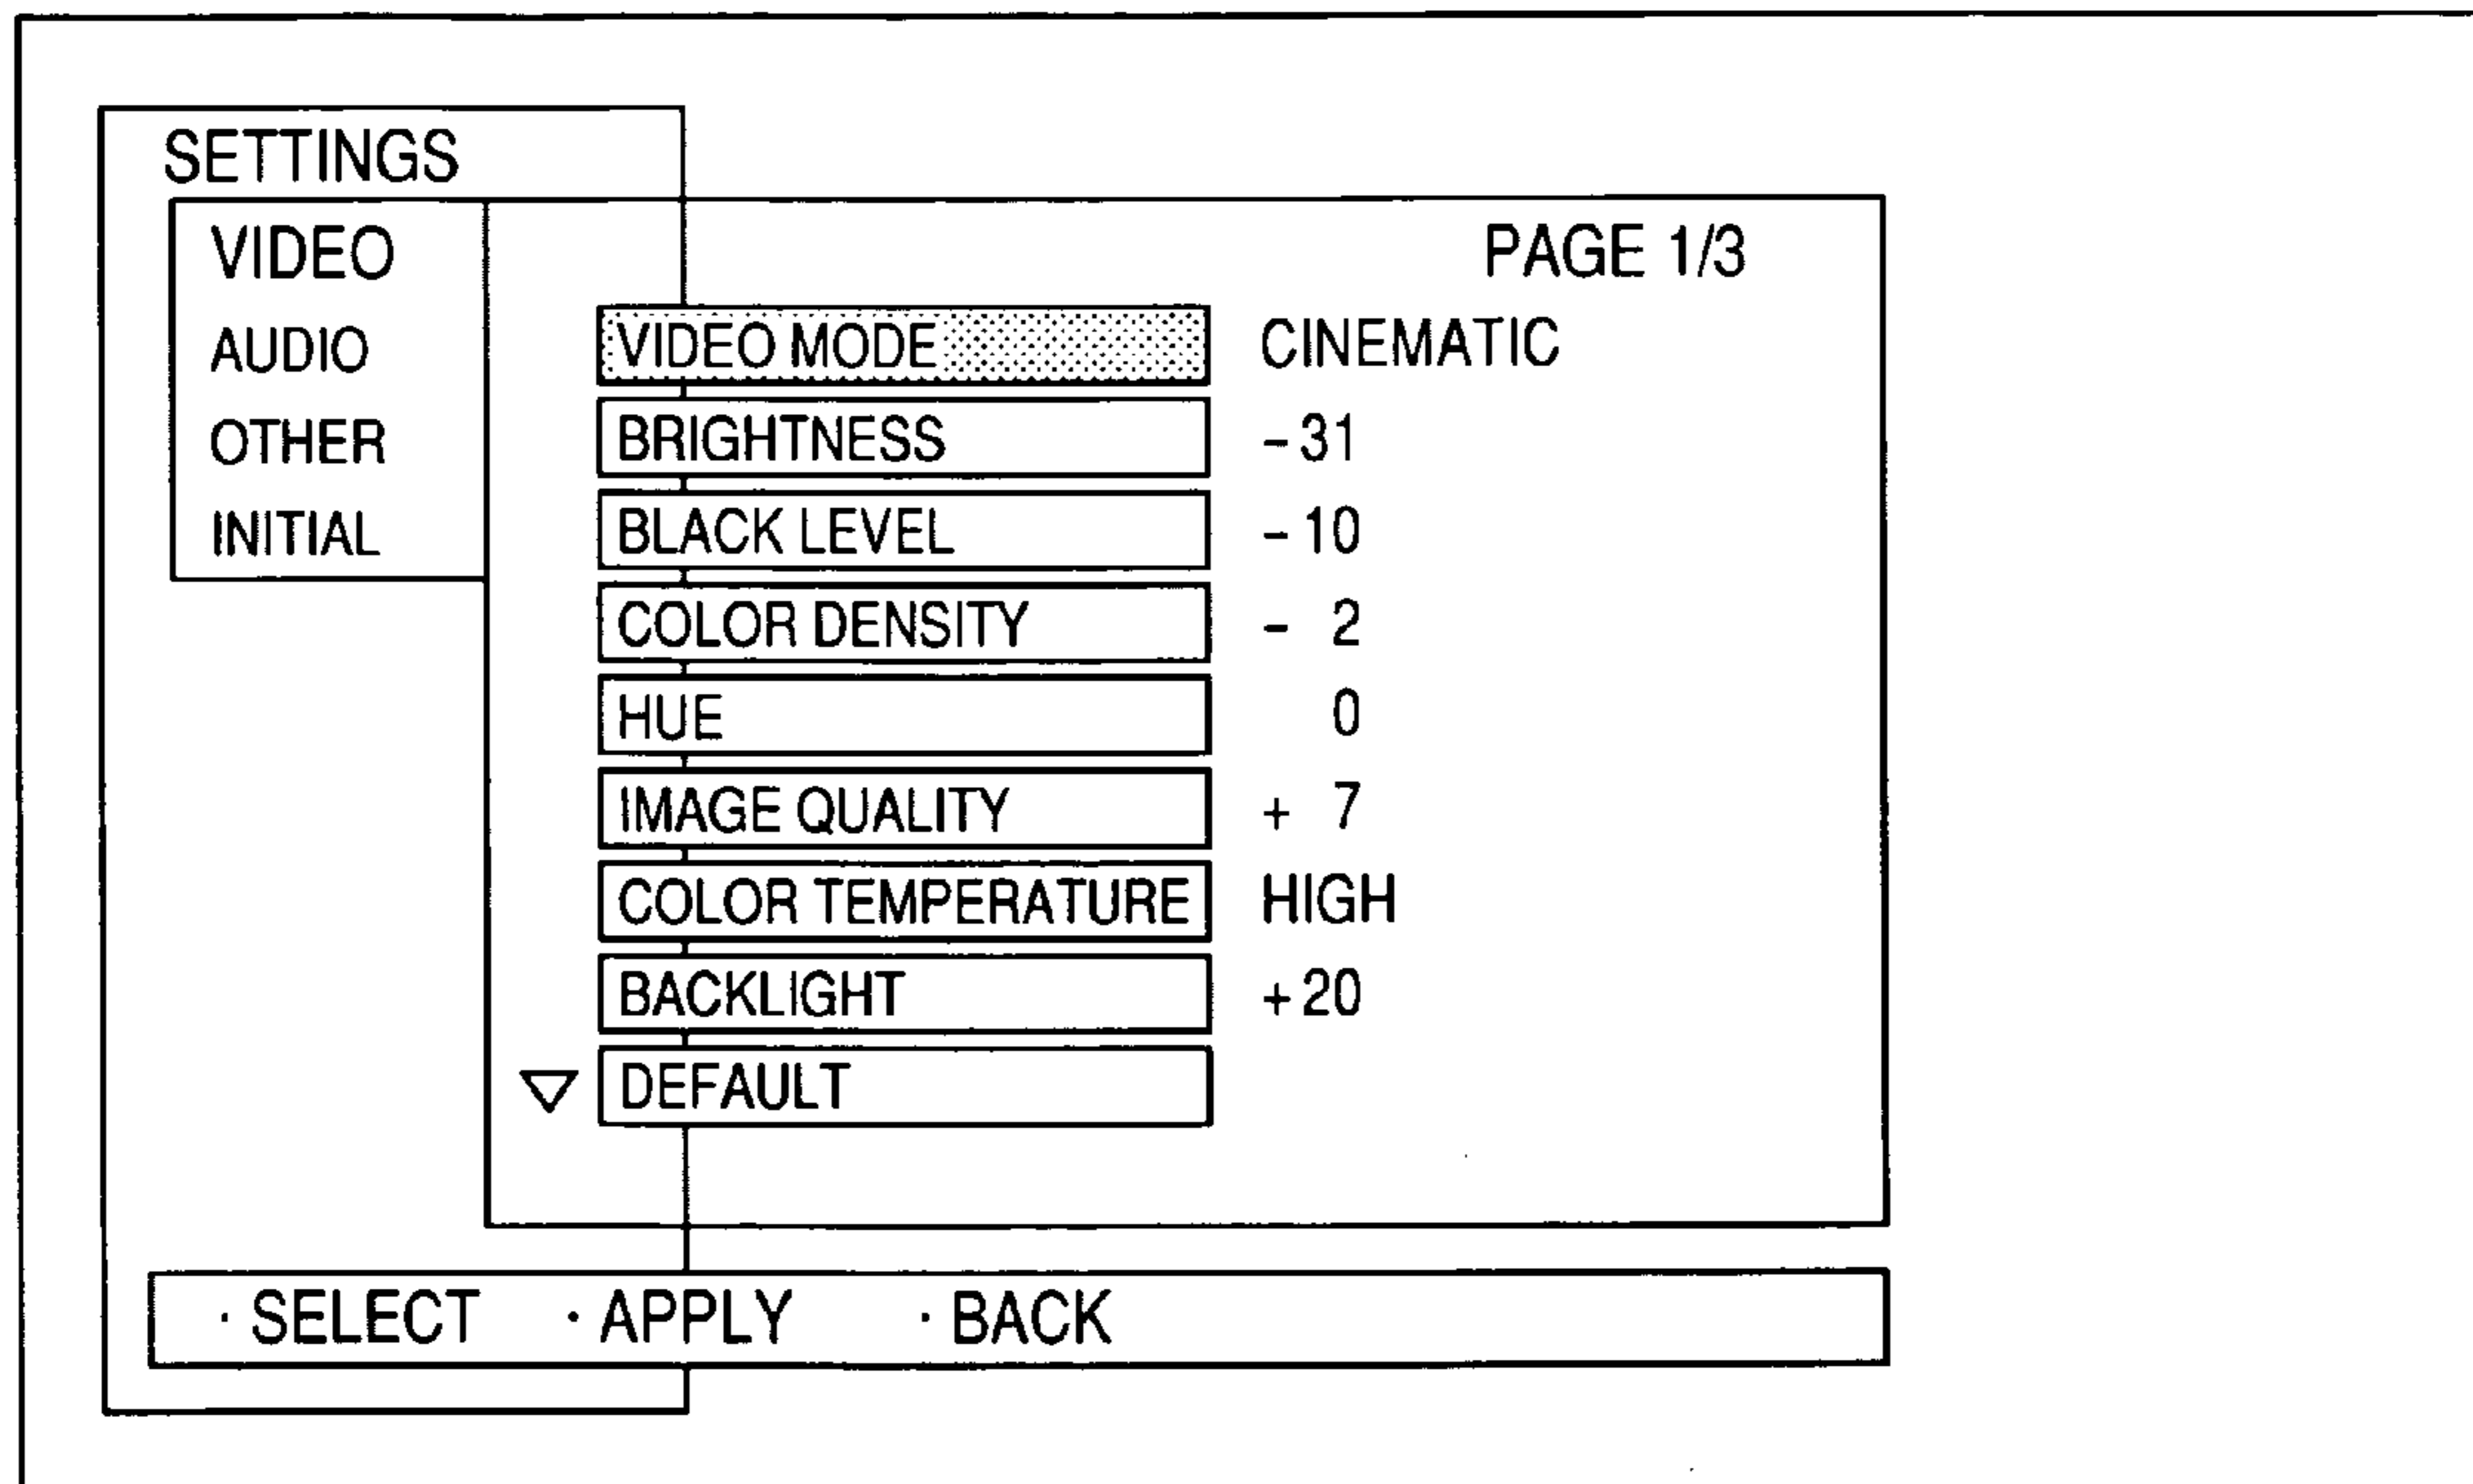 SETTINGS
VIDEO
AUDIO
OTHER
INITIAL
PAGE 1/3
VIDEO MODE CINEMATIC
BRIGHTNESS -31
BLACK LEVEL -10
COLOR DENSITY - 2
HUE 0
IMAGE QUALITY + 7
COLOR TEMPERATURE HIGH
BACKLIGHT +20
▽ DEFAULT
· SELECT · APPLY · BACK